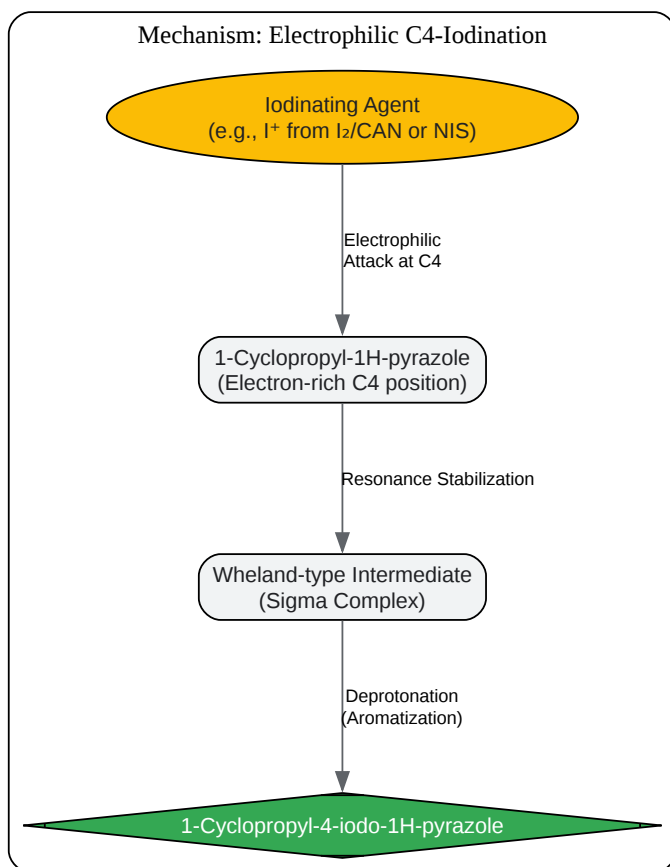 Mechanism: Electrophilic C4-Iodination
Iodinating Agent
(e.g., I⁺ from I₂/CAN or NIS)
Electrophilic
Attack at C4
1-Cyclopropyl-1H-pyrazole
(Electron-rich C4 position)
Resonance Stabilization
Wheland-type Intermediate
(Sigma Complex)
Deprotonation
(Aromatization)
1-Cyclopropyl-4-iodo-1H-pyrazole